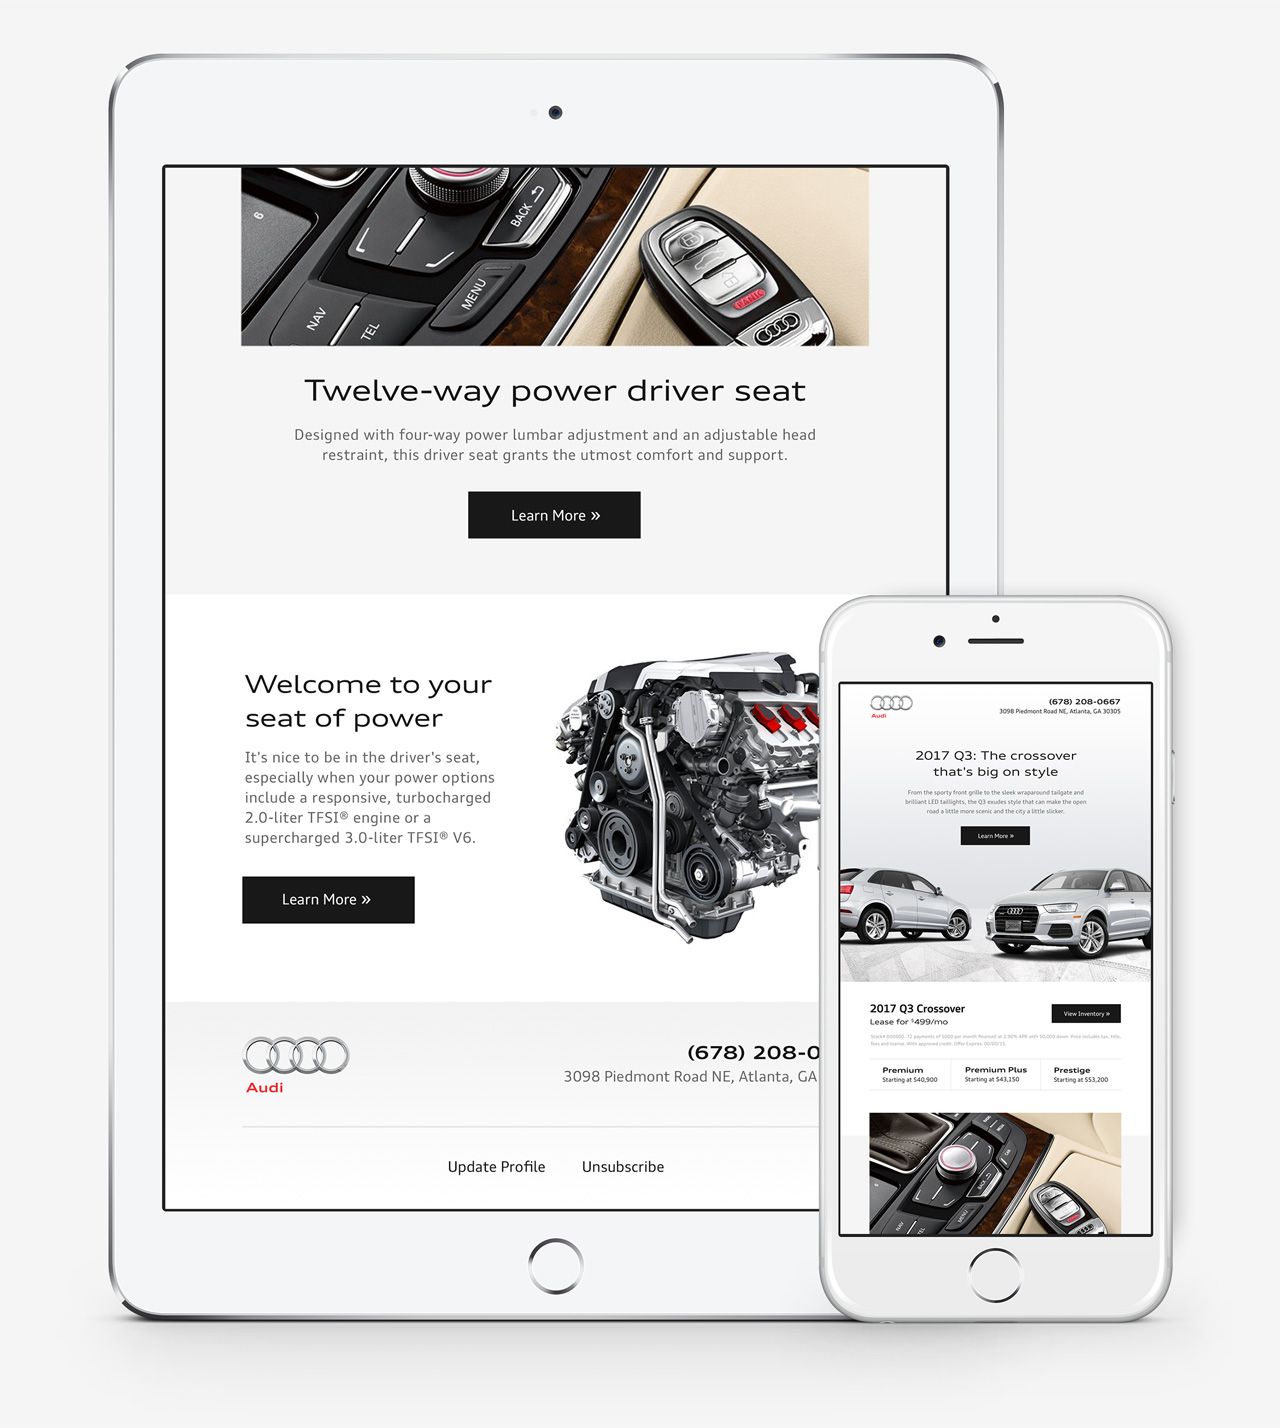 6
BACK
MENU
NAV
TEL
PANIC
Twelve-way power driver seat
Designed with four-way power lumbar adjustment and an adjustable head
restraint, this driver seat grants the utmost comfort and support.
Learn More »
Welcome to your
seat of power
It's nice to be in the driver's seat,
especially when your power options
include a responsive, turbocharged
2.0-liter TFSI® engine or a
supercharged 3.0-liter TFSI® V6.
Learn More »
Audi
(678) 208-0
3098 Piedmont Road NE, Atlanta, GA
Update Profile
Unsubscribe
Audi
(678) 208-0667
3098 Piedmont Road NE, Atlanta, GA 30305
2017 Q3: The crossover
that's big on style
From the sporty front grille to the sleek wraparound tailgate and
brilliant LED taillights, the Q3 exudes style that can make the open
road a little more scenic and the city a little slicker.
Learn More »
2017 Q3 Crossover
Lease for $499/mo
View Inventory »
Premium
Starting at $40,900
Premium Plus
Starting at $43,150
Prestige
Starting at $53,200
BACK
MENU
NAV
TEL